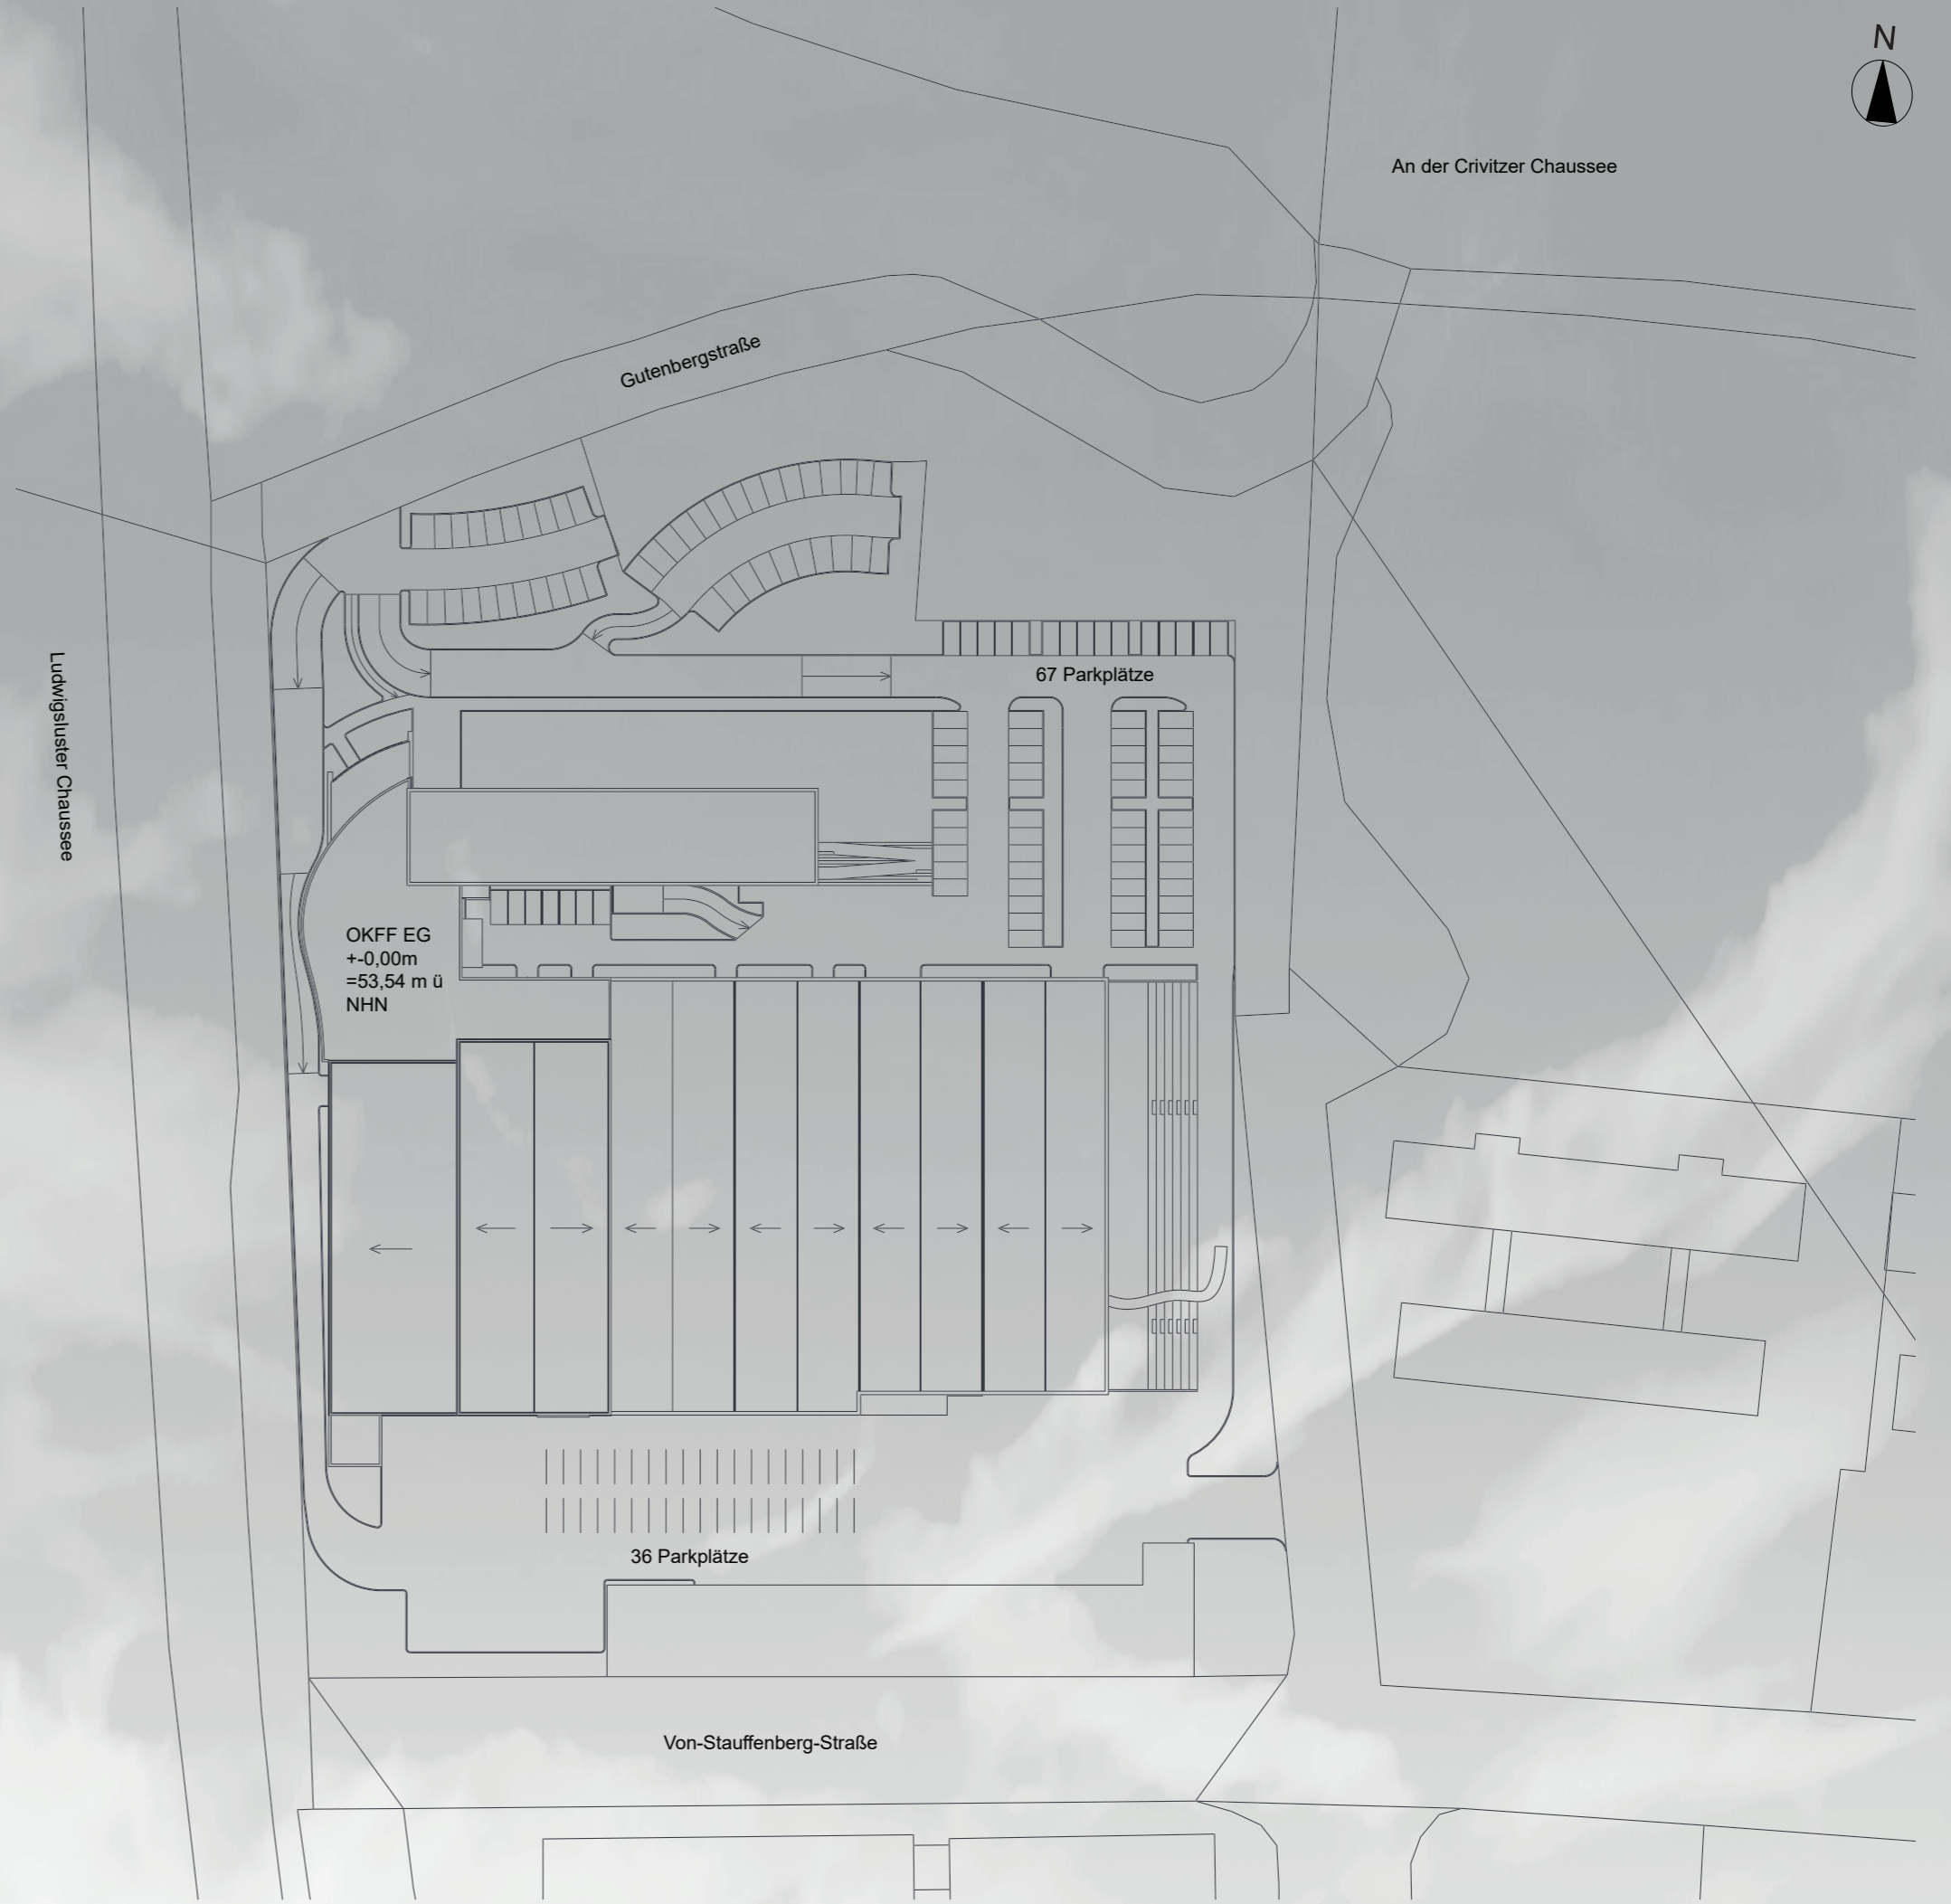 N
An der Crivitzer Chaussee
Gutenbergstraße
Ludwigsluster Chaussee
67 Parkplätze
OKFF EG
+-0,00m
=53,54 m ü
NHN
36 Parkplätze
Von-Stauffenberg-Straße